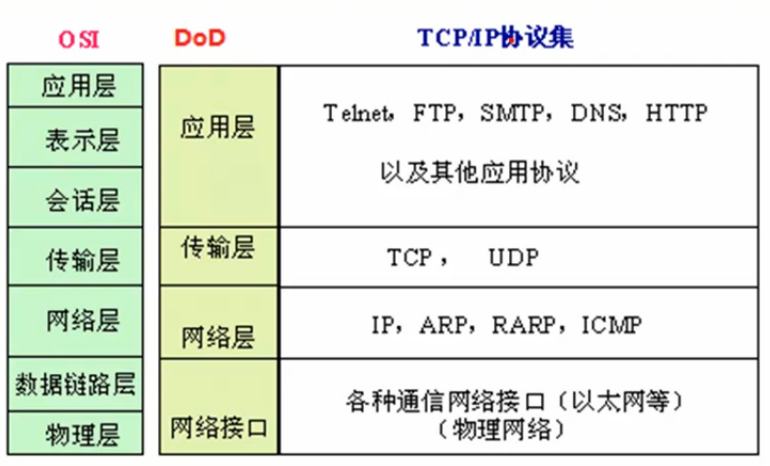 OSI DoD TCP/IP协议集
应用层
表示层
会话层
传输层
网络层
数据链路层
物理层
应用层
传输层
网络层
网络接口
Telnet，FTP，SMTP，DNS，HTTP
以及其他应用协议
TCP， UDP
IP，ARP，RARP，ICMP
各种通信网络接口（以太网等）
（物理网络）